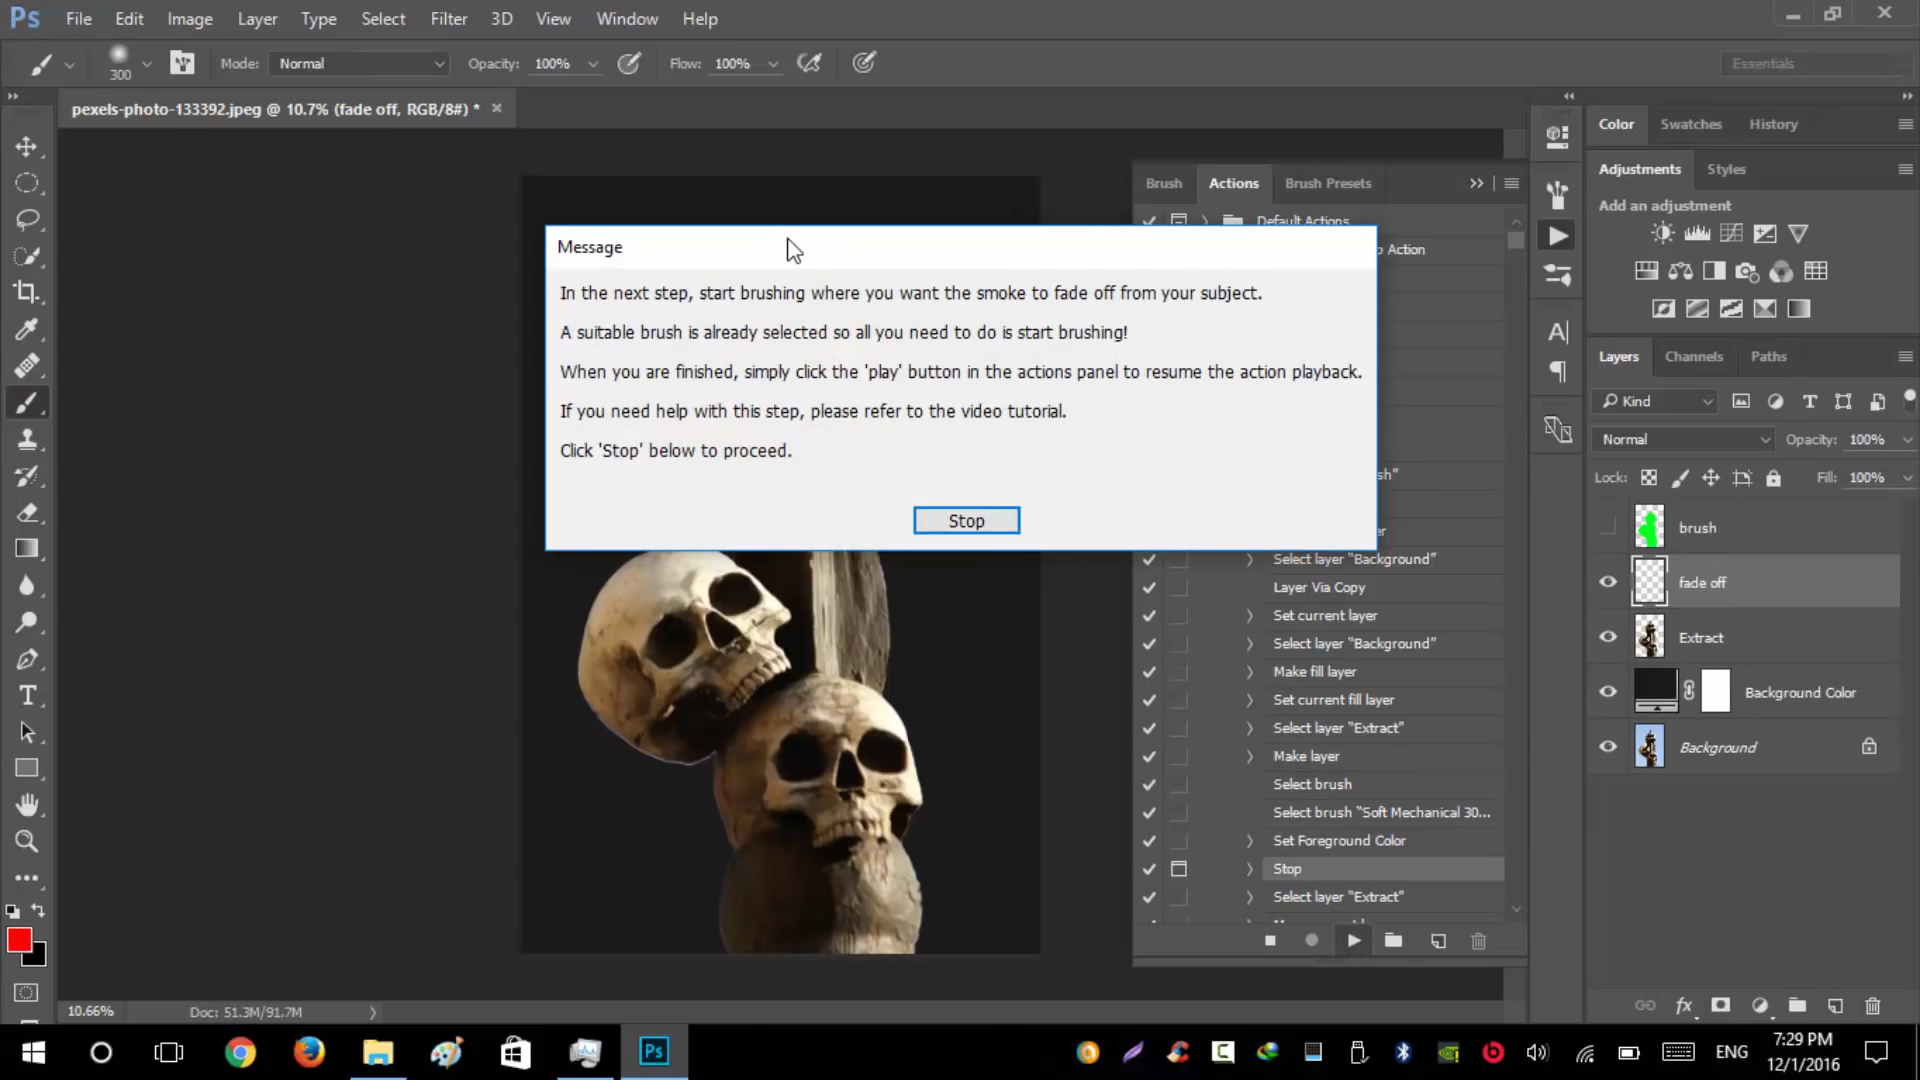 Ps File Edit Image Layer Type Select Filter 3D View Window Help
300 Mode: Normal Opacity: 100% Flow: 100% Essentials
pexels-photo-133392.jpeg @ 10.7% (fade off, RGB/8#) *
Color Swatches History
Adjustments Styles
Add an adjustment
Brush Actions Brush Presets
Default Actions
Action
Message
In the next step, start brushing where you want the smoke to fade off from your subject.
A suitable brush is already selected so all you need to do is start brushing!
When you are finished, simply click the 'play' button in the actions panel to resume the action playback.
If you need help with this step, please refer to the video tutorial.
Click 'Stop' below to proceed.
Stop
Select layer "Background"
Layer Via Copy
Set current layer
Select layer "Background"
Make fill layer
Set current fill layer
Select layer "Extract"
Make layer
Select brush
Select brush "Soft Mechanical 30...
Set Foreground Color
Stop
Select layer "Extract"
Layers Channels Paths
Kind
Normal Opacity: 100%
Lock: Fill: 100%
brush
fade off
Extract
Background Color
Background
10.66% Doc: 51.3M/91.7M
Ps
ENG
7:29 PM
12/1/2016